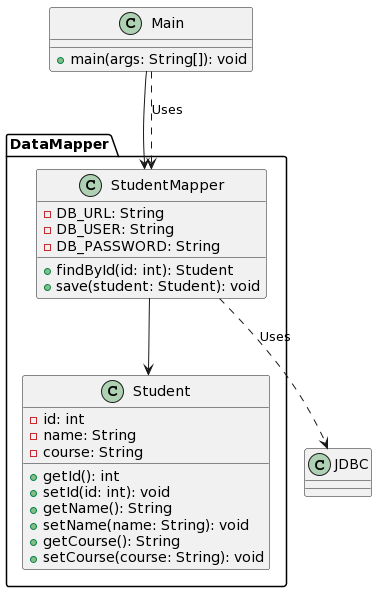 C Main
main(args: String[]): void
Uses
DataMapper
C StudentMapper
DB_URL: String
DB_USER: String
DB_PASSWORD: String
findById(id: int): Student
save(student: Student): void
Uses
C Student
id: int
name: String
course: String
getId(): int
setId(id: int): void
getName(): String
setName(name: String): void
getCourse(): String
setCourse(course: String): void
C JDBC